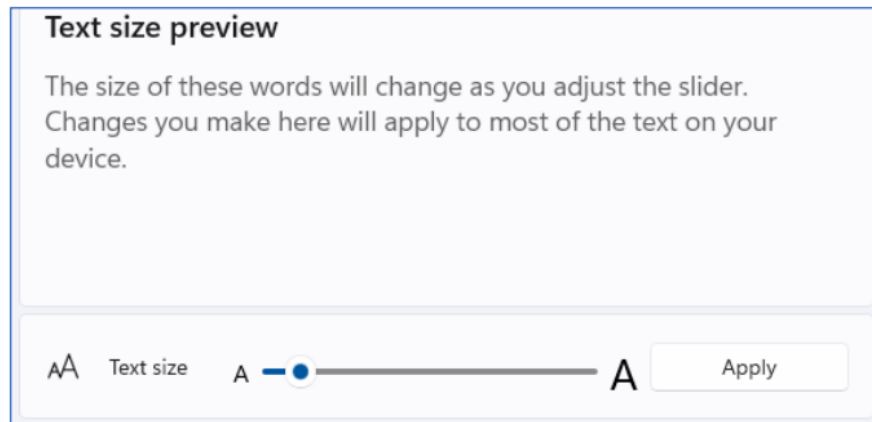 Text size preview
The size of these words will change as you adjust the slider.
Changes you make here will apply to most of the text on your
device.
AA Text size A A Apply